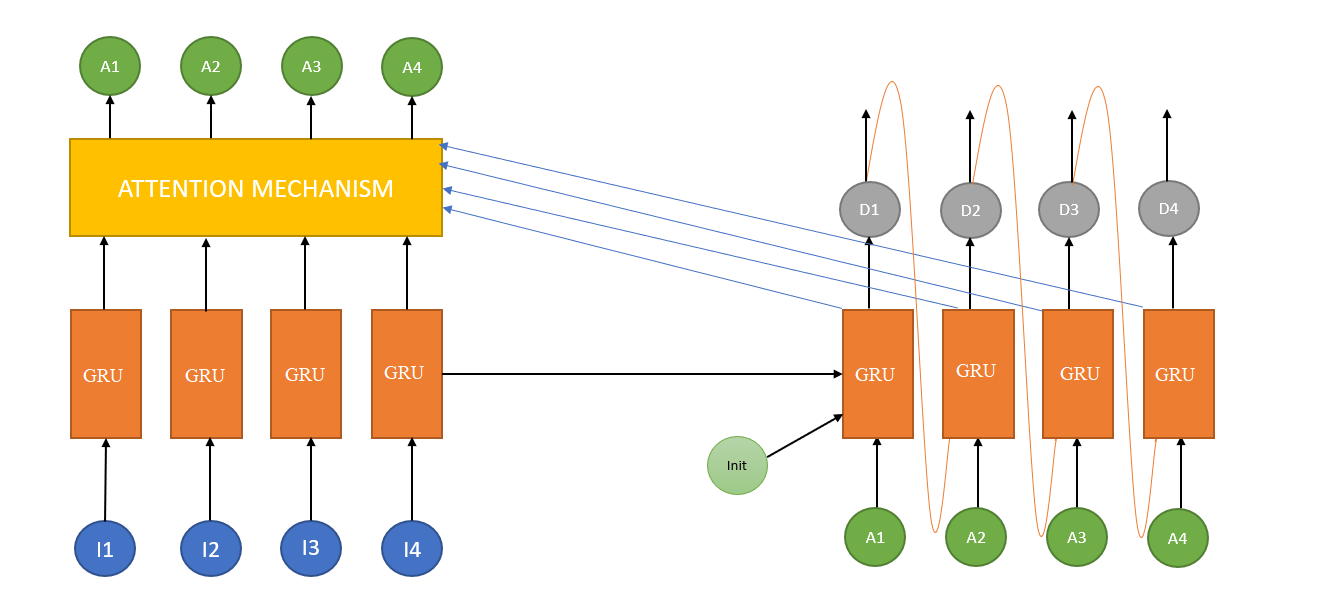 A1 A2 A3 A4
ATTENTION MECHANISM
D1 D2 D3 D4
GRU GRU GRU GRU GRU GRU GRU GRU
Init
I1 I2 I3 I4 A1 A2 A3 A4